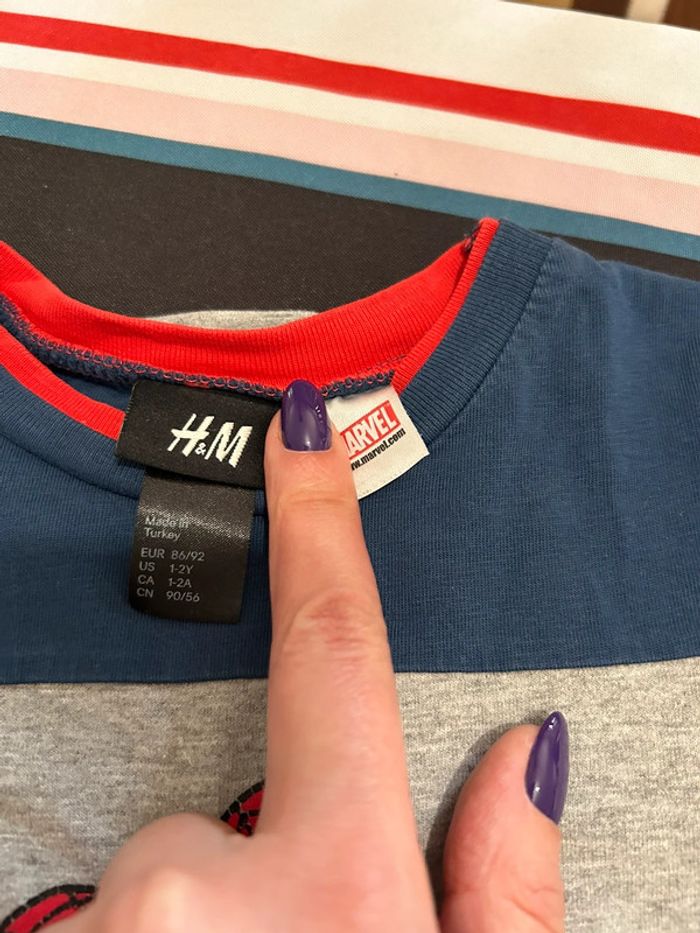 H&M
Made in
Turkey
EUR 86/92
US 1-2Y
CA 1-2A
CN 90/56
ARVEL
w.marvel.com